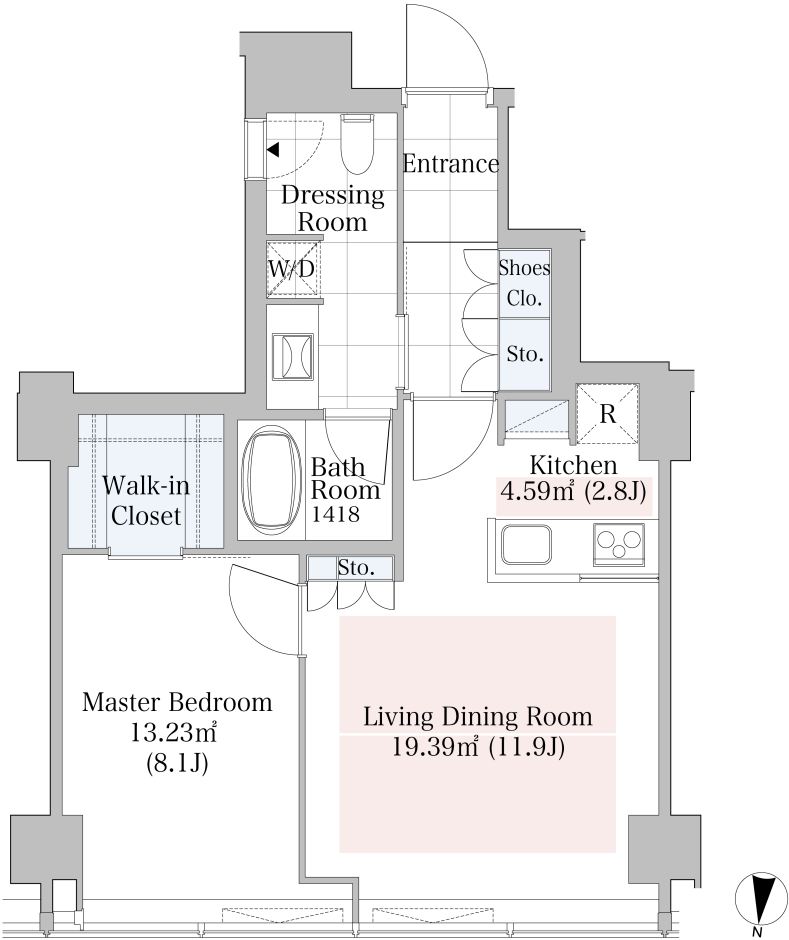 Entrance
Dressing
Room
W/D
Shoes
Clo.
Sto.
R
Kitchen
4.59㎡ (2.8J)
Walk-in
Closet
Bath
Room
1418
Sto.
Master Bedroom
13.23㎡
(8.1J)
Living Dining Room
19.39㎡ (11.9J)
N